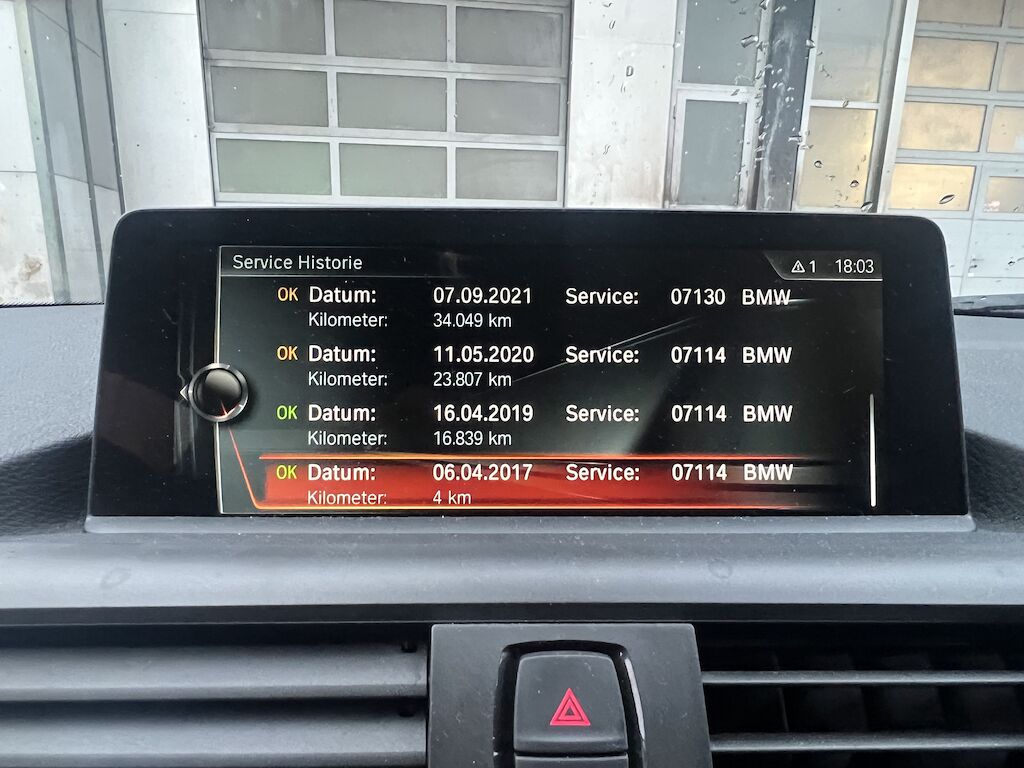 Service Historie 1 18:03
OK Datum: 07.09.2021 Service: 07130 BMW
Kilometer: 34.049 km
OK Datum: 11.05.2020 Service: 07114 BMW
Kilometer: 23.807 km
OK Datum: 16.04.2019 Service: 07114 BMW
Kilometer: 16.839 km
OK Datum: 06.04.2017 Service: 07114 BMW
Kilometer: 4 km